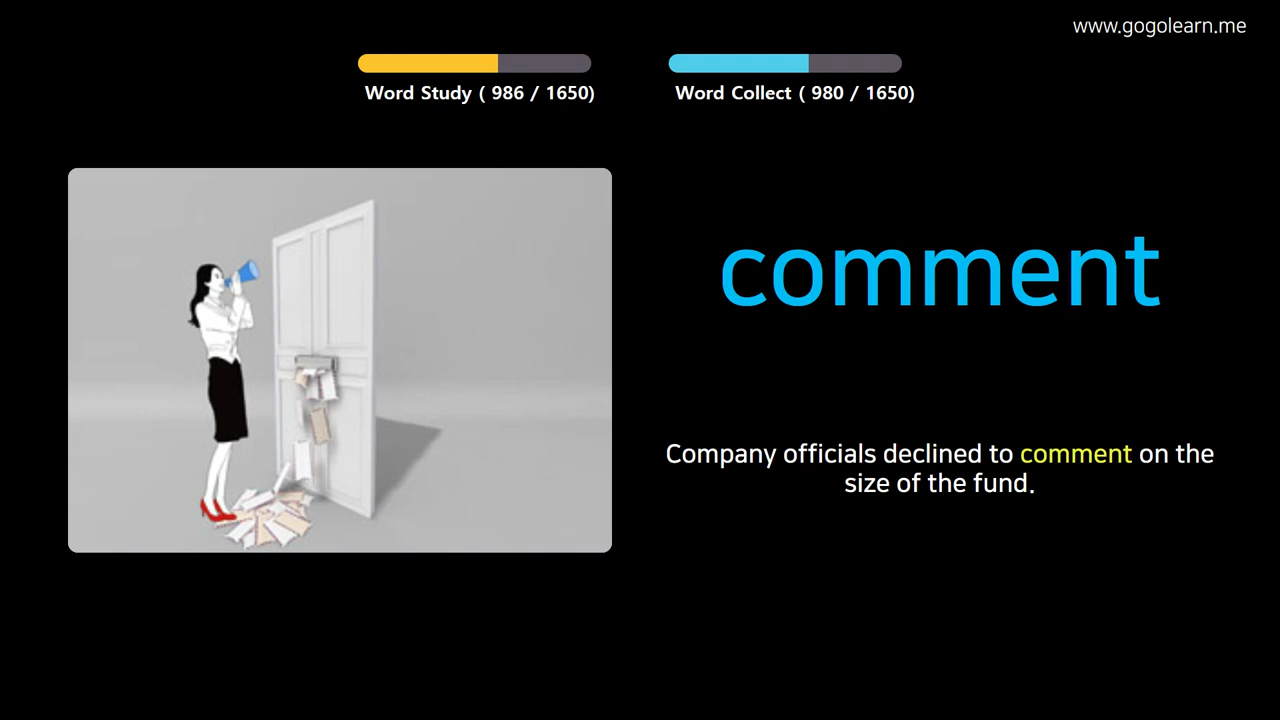 www.gogolearn.me
Word Study ( 986 / 1650)
Word Collect ( 980 / 1650)
comment
Company officials declined to comment on the
size of the fund.